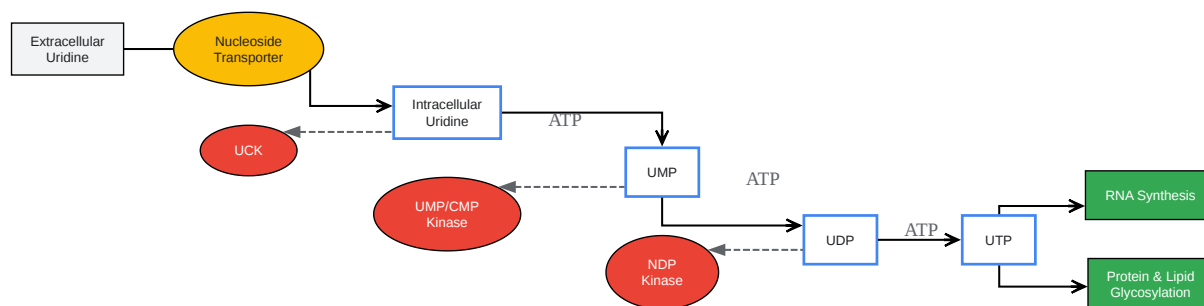 Extracellular
Uridine
Nucleoside
Transporter
Intracellular
Uridine
ATP
UCK
UMP
ATP
UMP/CMP
Kinase
RNA Synthesis
UDP
ATP
UTP
NDP
Kinase
Protein & Lipid
Glycosylation